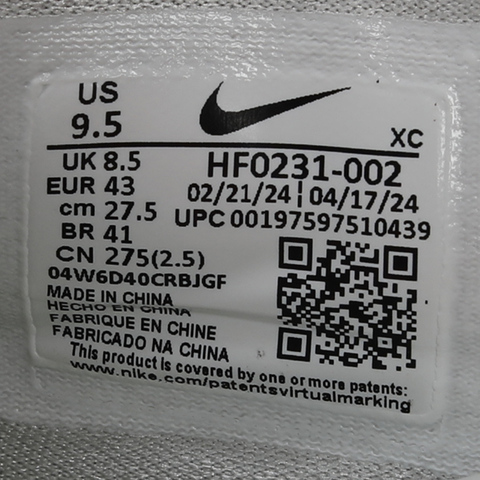 US
9.5
XC
UK 8.5
HF0231-002
EUR 43
02/21/24 | 04/17/24
cm 27.5
UPC 00197597510439
BR 41
CN 275(2.5)
04W6D40CRBJGF
MADE IN CHINA
HECHO EN CHINA
FABRIQUE EN CHINE
FABRICADO NA CHINA
This product is covered by one or more patents:
www.nike.com/patentsvirtualmarking